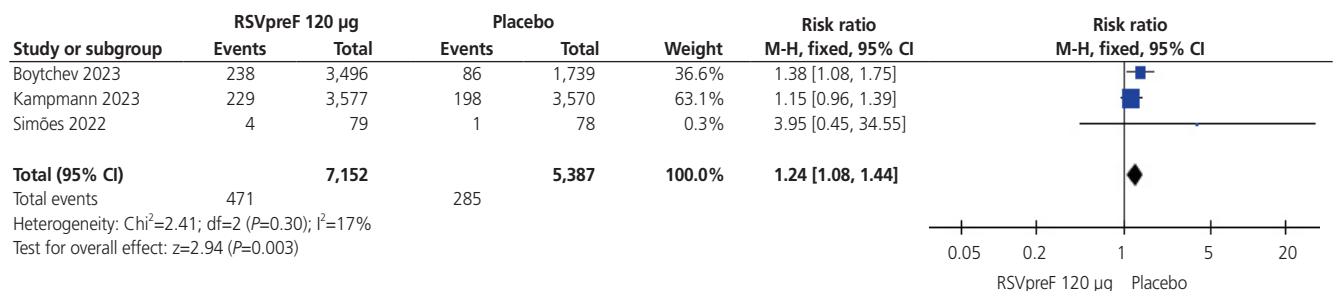 RSVpreF 120 µg Placebo Risk ratio Risk ratio
Study or subgroup Events Total Events Total Weight M-H, fixed, 95% CI M-H, fixed, 95% CI
Boytchev 2023 238 3,496 86 1,739 36.6% 1.38 [1.08, 1.75]
Kampmann 2023 229 3,577 198 3,570 63.1% 1.15 [0.96, 1.39]
Simões 2022 4 79 1 78 0.3% 3.95 [0.45, 34.55]
Total (95% CI) 7,152 5,387 100.0% 1.24 [1.08, 1.44]
Total events 471 285
Heterogeneity: Chi²=2.41; df=2 (P=0.30); I²=17%
Test for overall effect: z=2.94 (P=0.003)
0.05 0.2 1 5 20
RSVpreF 120 µg Placebo